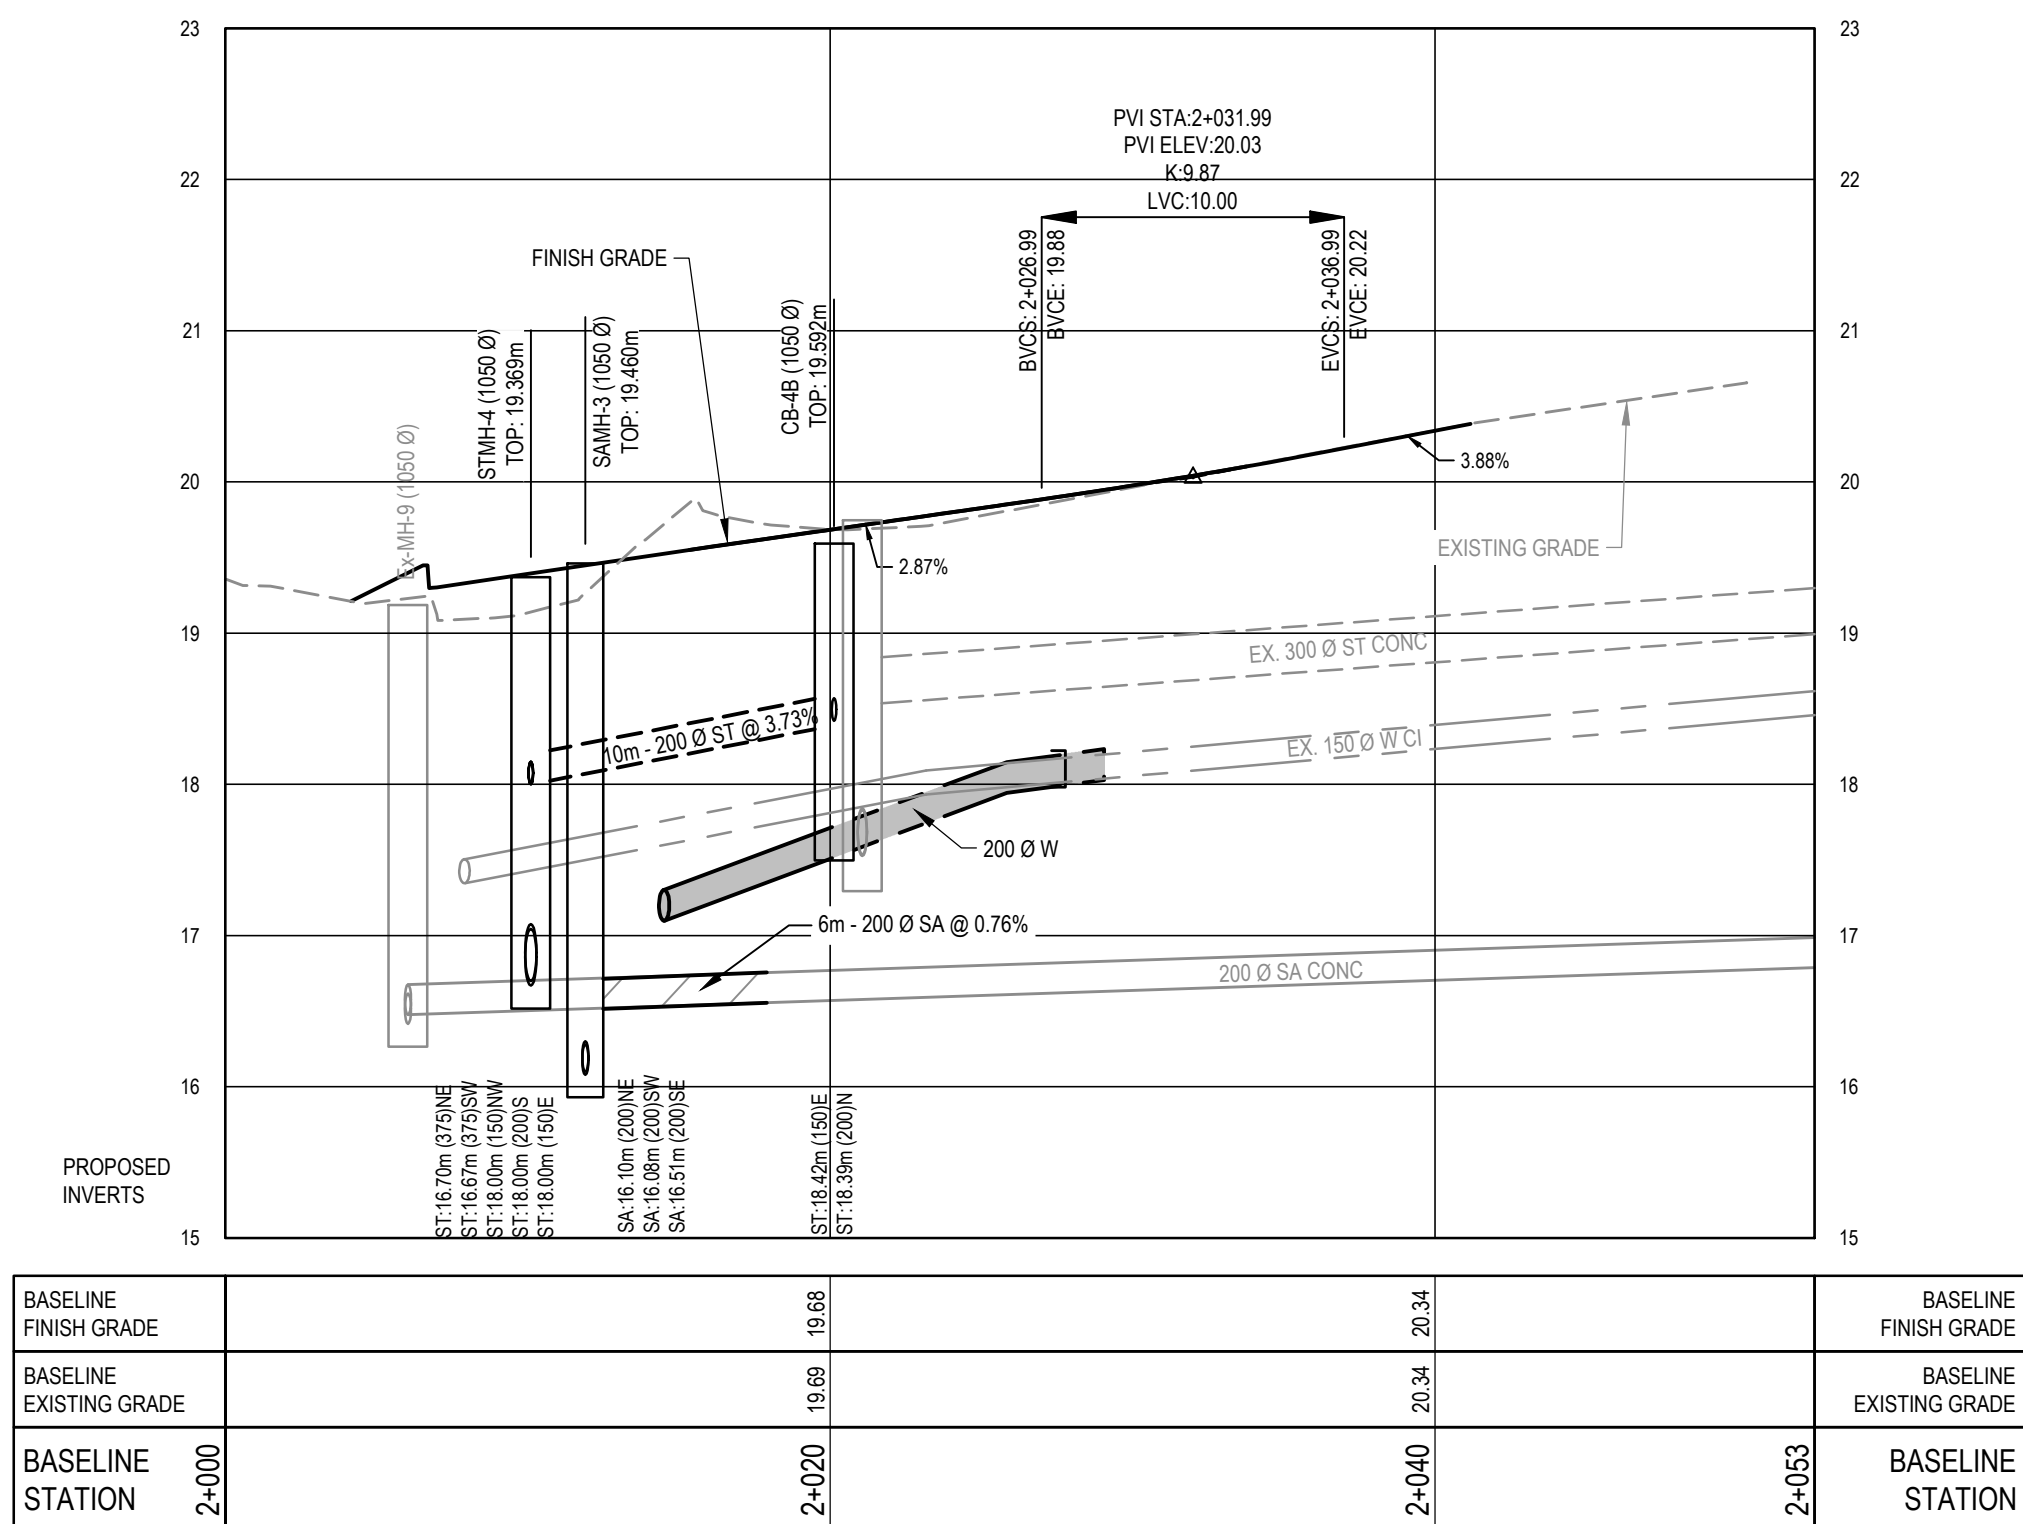 23
23
PVI STA:2+031.99
PVI ELEV:20.03
K:9.87
LVC:10.00
22
22
FINISH GRADE
BVCS: 2+026.99
BVCE: 19.88
EVCS: 2+036.99
EVCE: 20.22
21
21
STMH-4 (1050 Ø)
TOP: 19.369m
SAMH-3 (1050 Ø)
TOP: 19.460m
CB-4B (1050 Ø)
TOP: 19.592m
Ex-MH-9 (1050 Ø)
3.88%
20
20
EXISTING GRADE
2.87%
19
19
EX. 300 Ø ST CONC
10m - 200 Ø ST @ 3.73%
EX. 150 Ø W CI
18
18
200 Ø W
6m - 200 Ø SA @ 0.76%
17
17
200 Ø SA CONC
16
16
ST:16.70m (375)NE
ST:16.67m (375)SW
ST:18.00m (150)NW
ST:18.00m (200)S
ST:18.00m (150)E
SA:16.10m (200)NE
SA:16.08m (200)SW
SA:16.51m (200)SE
ST:18.42m (150)E
ST:18.39m (200)N
PROPOSED
INVERTS
15
15
BASELINE
FINISH GRADE
19.68
20.34
BASELINE
FINISH GRADE
BASELINE
EXISTING GRADE
19.69
20.34
BASELINE
EXISTING GRADE
BASELINE
STATION
2+000
2+020
2+040
2+053
BASELINE
STATION